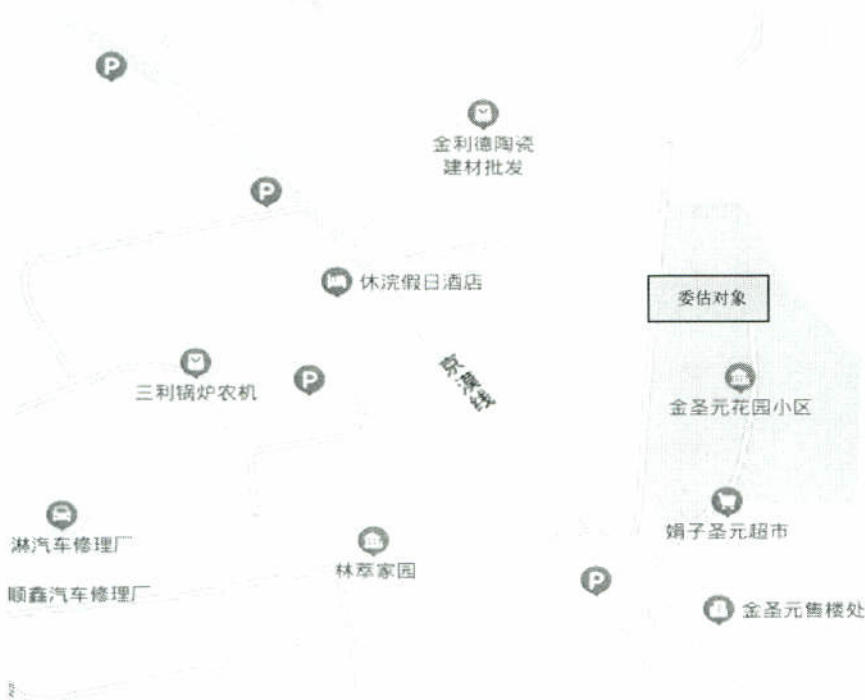 P
金利德陶瓷
建材批发
P
休浣假日酒店
委估对象
三利锅炉农机
P
京漠线
金圣元花园小区
娟子圣元超市
淋汽车修理厂
林萃家园
P
顺鑫汽车修理厂
金圣元售楼处